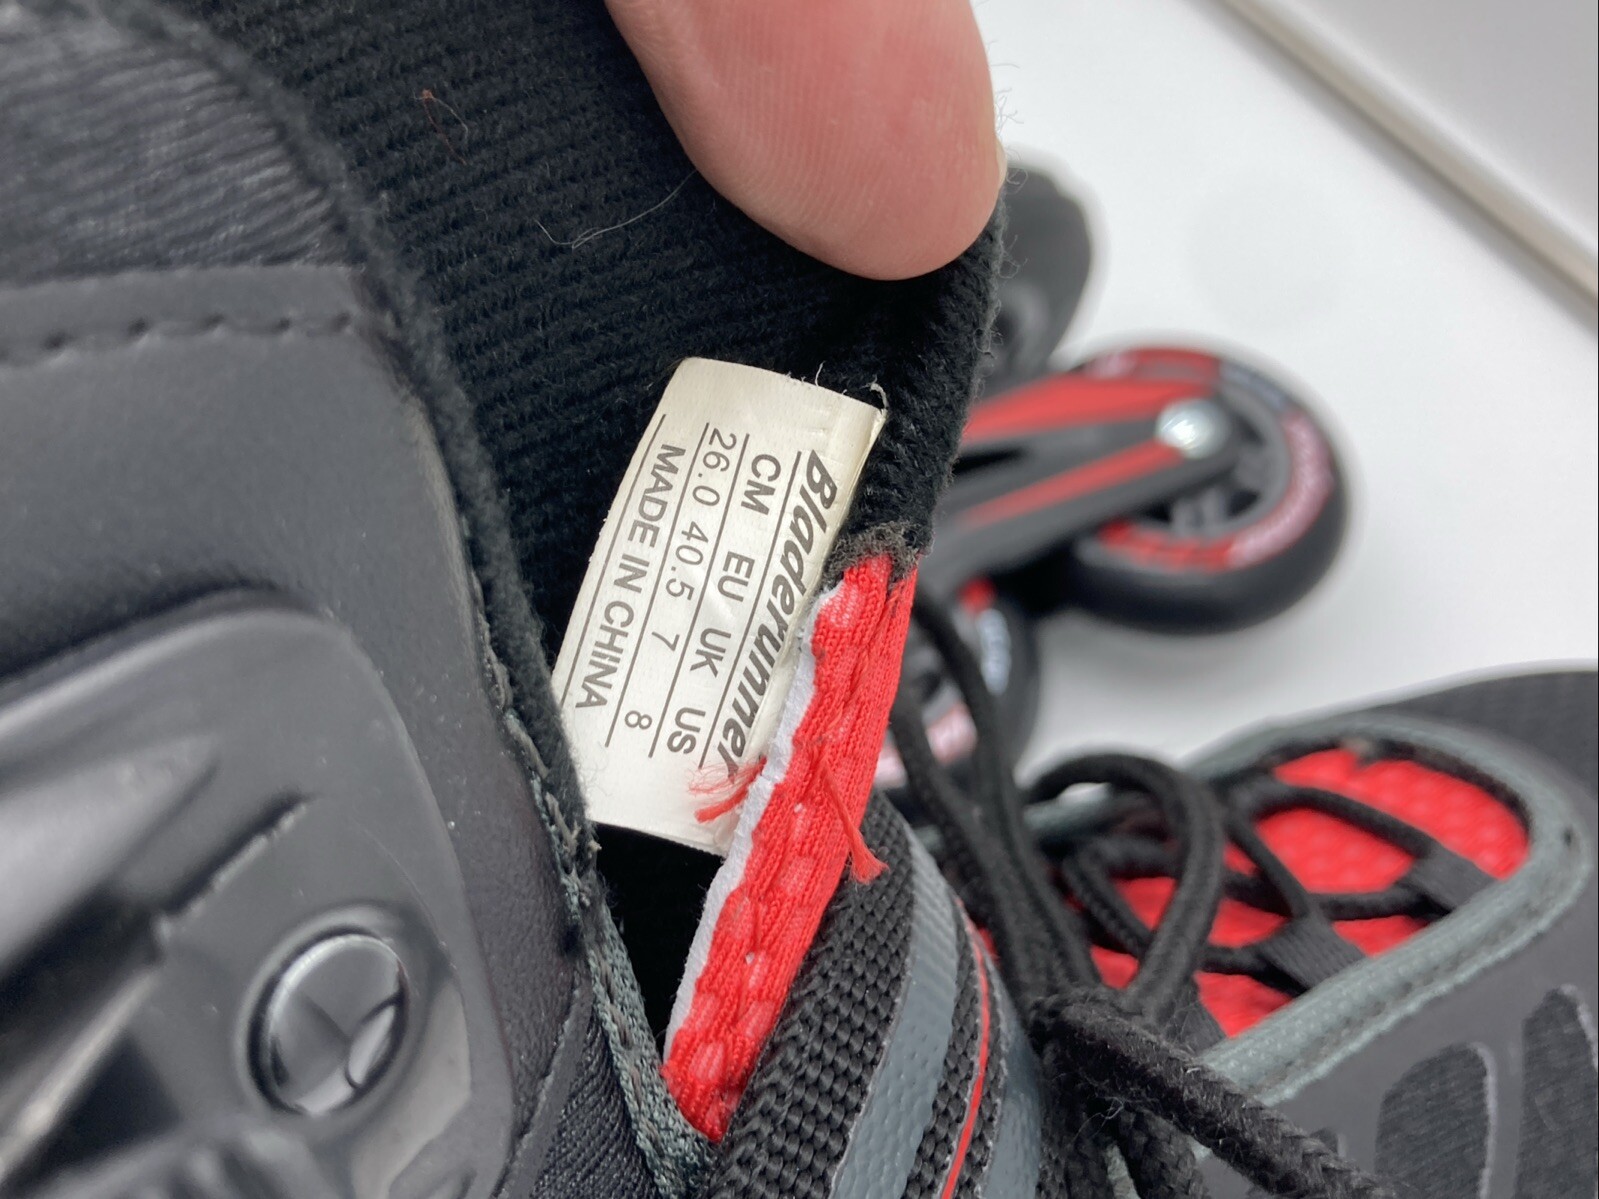 Bladerunner
CM EU UK US
26.0 40.5 7 8
MADE IN CHINA